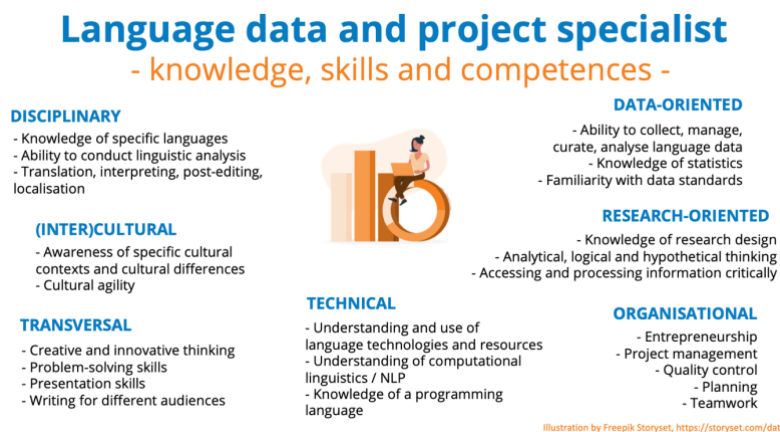 Language data and project specialist
- knowledge, skills and competences -
DISCIPLINARY
- Knowledge of specific languages
- Ability to conduct linguistic analysis
- Translation, interpreting, post-editing,
localisation
(INTER)CULTURAL
- Awareness of specific cultural
contexts and cultural differences
- Cultural agility
TRANSVERSAL
- Creative and innovative thinking
- Problem-solving skills
- Presentation skills
- Writing for different audiences
TECHNICAL
- Understanding and use of
language technologies and resources
- Understanding of computational
linguistics / NLP
- Knowledge of a programming
language
DATA-ORIENTED
- Ability to collect, manage,
curate, analyse language data
- Knowledge of statistics
- Familiarity with data standards
RESEARCH-ORIENTED
- Knowledge of research design
- Analytical, logical and hypothetical thinking
- Accessing and processing information critically
ORGANISATIONAL
- Entrepreneurship
- Project management
- Quality control
- Planning
- Teamwork
Illustration by Freepik Storyset, https://storyset.com/dat